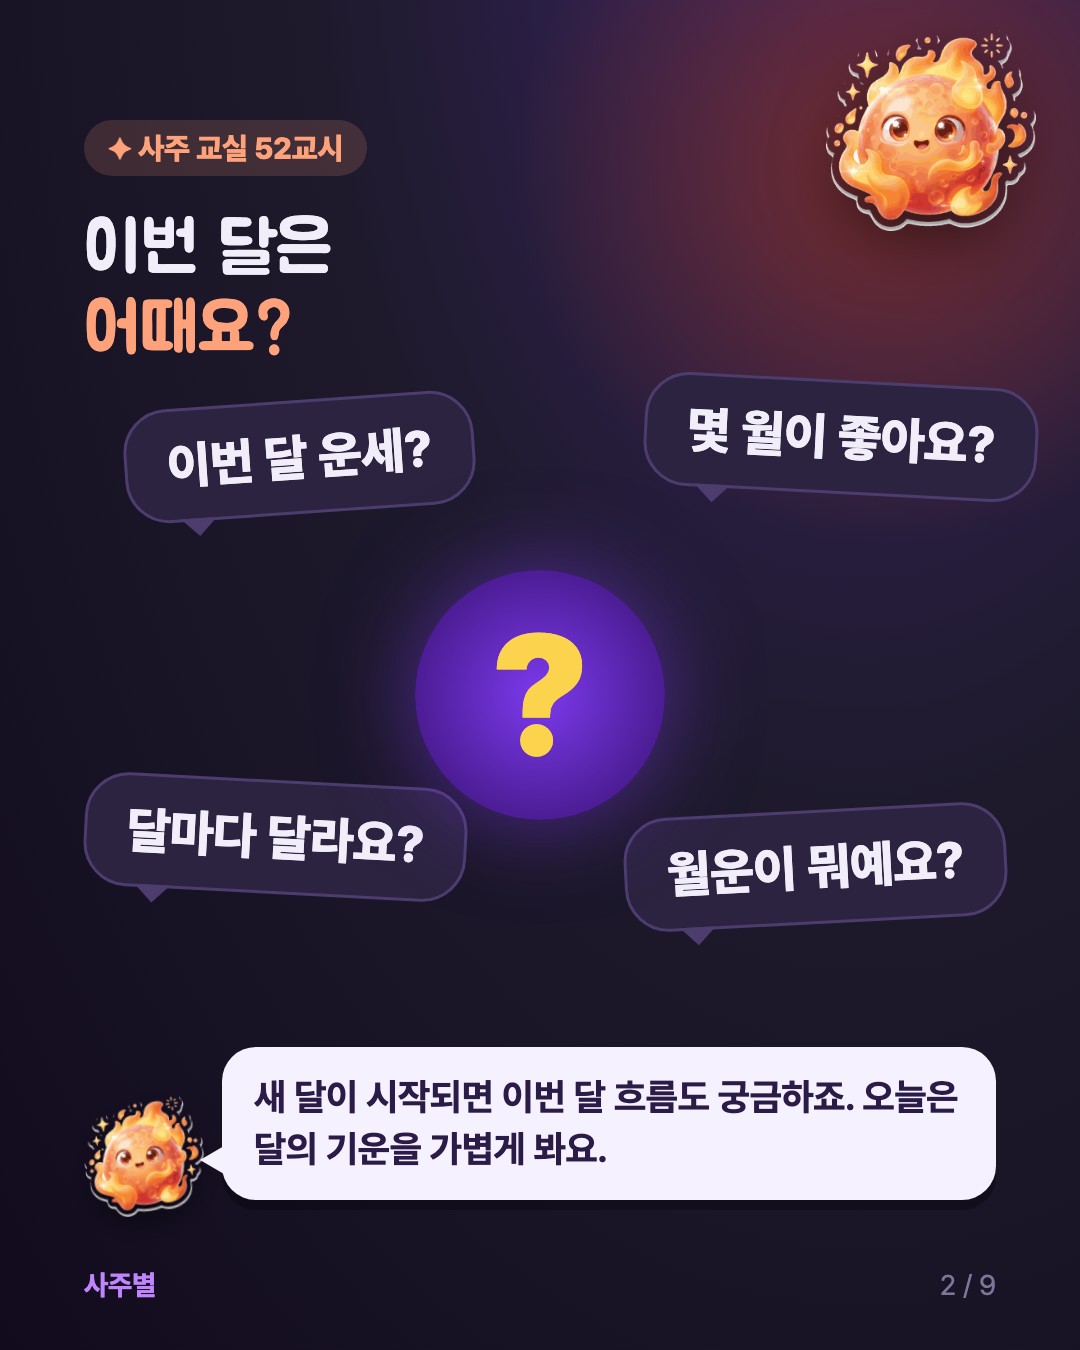 ✦ 사주 교실 52교시
이번 달은
어때요?
이번 달 운세?
몇 월이 좋아요?
?
달마다 달라요?
월운이 뭐예요?
새 달이 시작되면 이번 달 흐름도 궁금하죠. 오늘은
달의 기운을 가볍게 봐요.
사주별
2 / 9